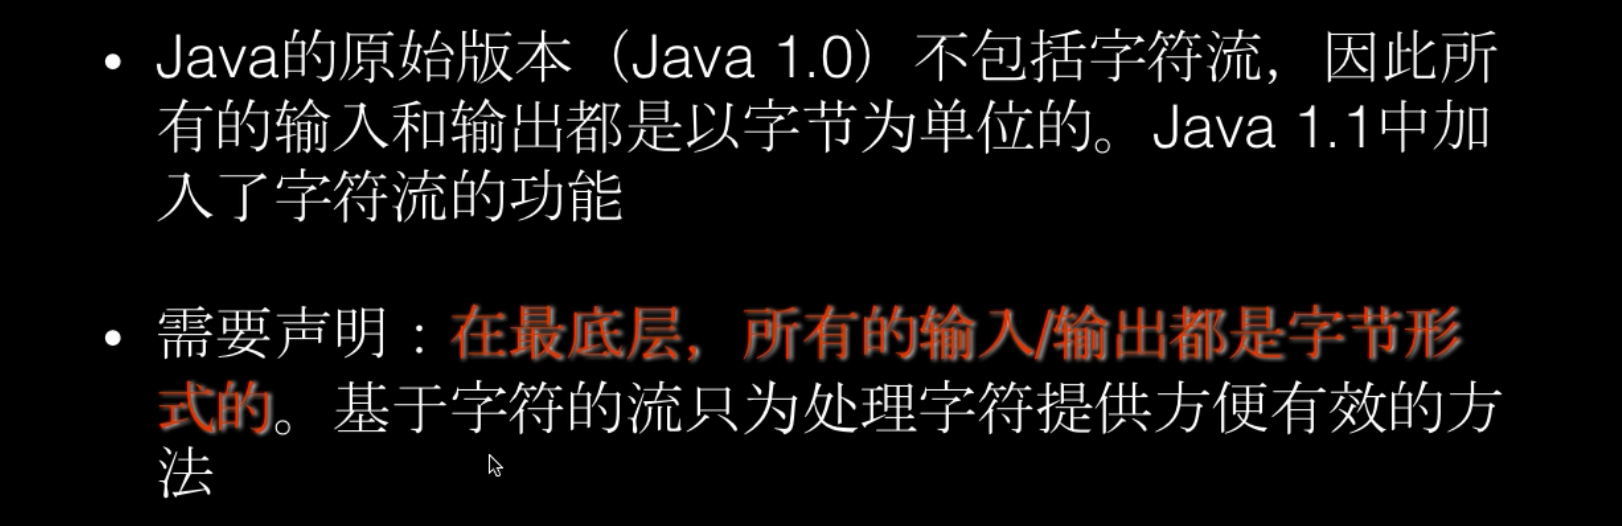 • Java的原始版本（Java 1.0）不包括字符流，因此所
有的输入和输出都是以字节为单位的。Java 1.1中加
入了字符流的功能
• 需要声明：在最底层，所有的输入/输出都是字节形
式的。基于字符的流只为处理字符提供方便有效的方
法